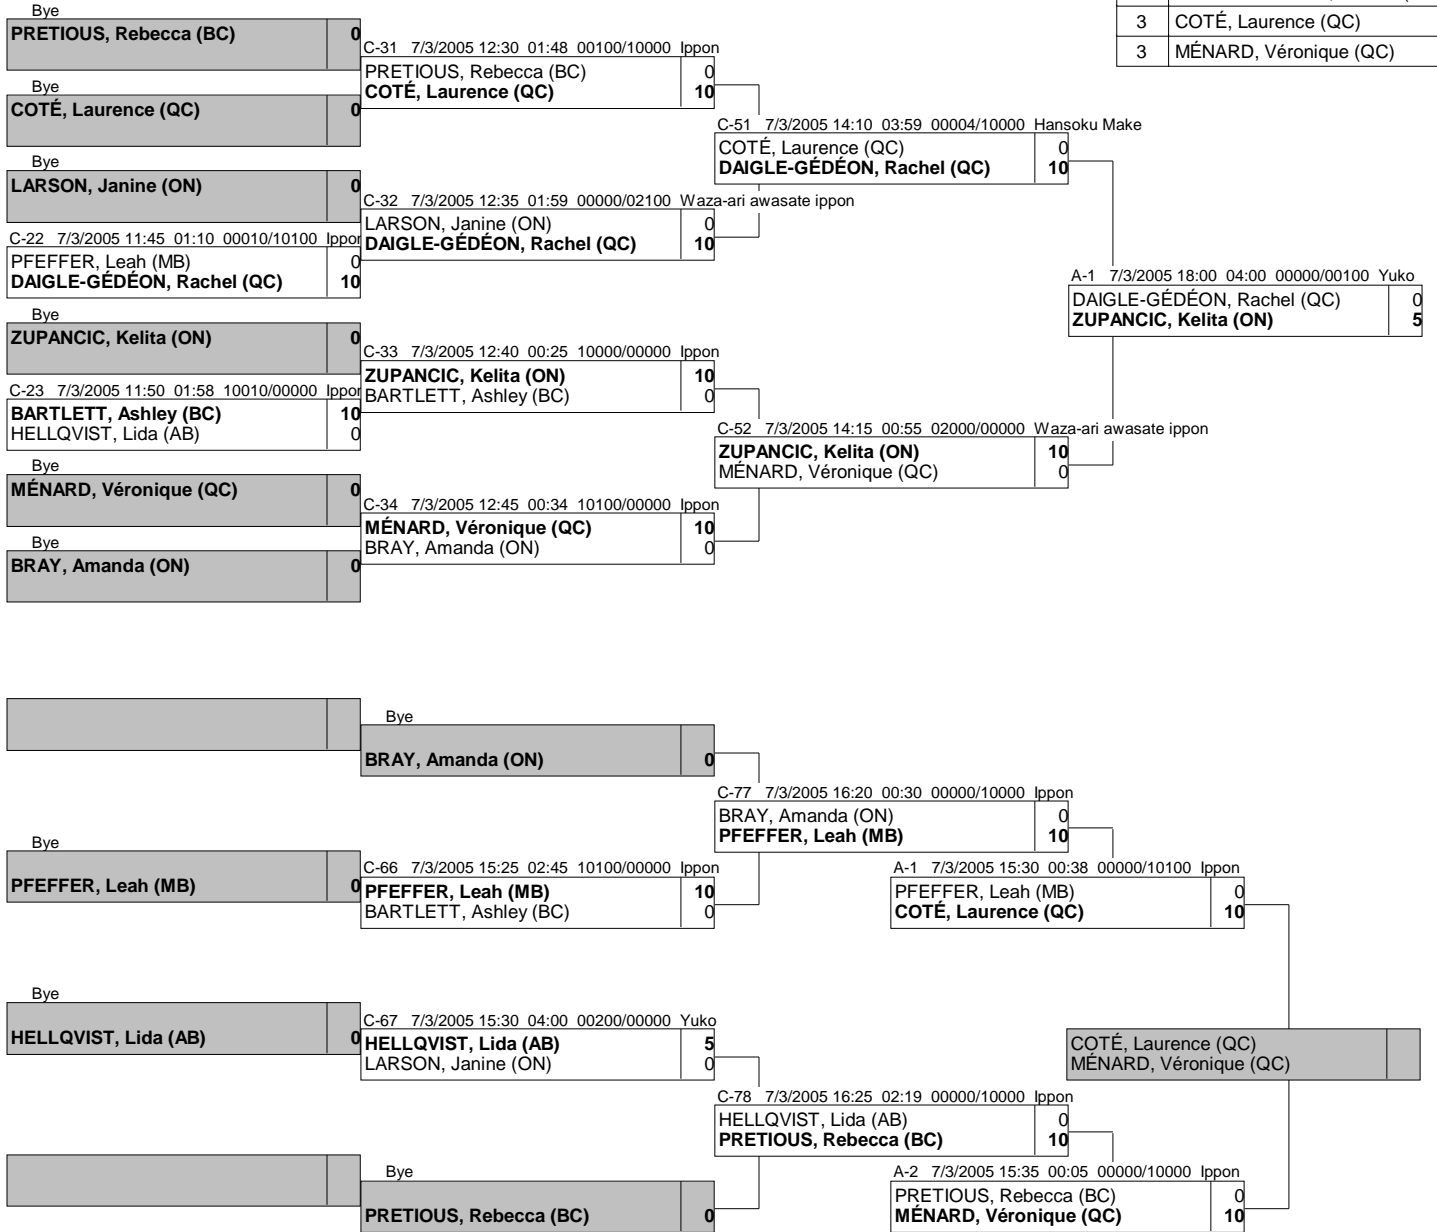 Bye
PRETIOUS, Rebecca (BC) 0
Bye
COTÉ, Laurence (QC) 0
Bye
LARSON, Janine (ON) 0
C-22 7/3/2005 11:45 01:10 00010/10100 Ippon
PFEFFER, Leah (MB) 0
DAIGLE-GÉDÉON, Rachel (QC) 10
Bye
ZUPANCIC, Kelita (ON) 0
C-23 7/3/2005 11:50 01:58 10010/00000 Ippon
BARTLETT, Ashley (BC) 10
HELLQVIST, Lida (AB) 0
Bye
MÉNARD, Véronique (QC) 0
Bye
BRAY, Amanda (ON) 0
C-31 7/3/2005 12:30 01:48 00100/10000 Ippon
PRETIOUS, Rebecca (BC) 0
COTÉ, Laurence (QC) 10
C-32 7/3/2005 12:35 01:59 00000/02100 Waza-ari awasate ippon
LARSON, Janine (ON) 0
DAIGLE-GÉDÉON, Rachel (QC) 10
C-33 7/3/2005 12:40 00:25 10000/00000 Ippon
ZUPANCIC, Kelita (ON) 10
BARTLETT, Ashley (BC) 0
C-34 7/3/2005 12:45 00:34 10100/00000 Ippon
MÉNARD, Véronique (QC) 10
BRAY, Amanda (ON) 0
C-51 7/3/2005 14:10 03:59 00004/10000 Hansoku Make
COTÉ, Laurence (QC) 0
DAIGLE-GÉDÉON, Rachel (QC) 10
C-52 7/3/2005 14:15 00:55 02000/00000 Waza-ari awasate ippon
ZUPANCIC, Kelita (ON) 10
MÉNARD, Véronique (QC) 0
3 COTÉ, Laurence (QC)
3 MÉNARD, Véronique (QC)
A-1 7/3/2005 18:00 04:00 00000/00100 Yuko
DAIGLE-GÉDÉON, Rachel (QC) 0
ZUPANCIC, Kelita (ON) 5
Bye
PFEFFER, Leah (MB) 0
Bye
HELLQVIST, Lida (AB) 0
Bye
BRAY, Amanda (ON) 0
C-66 7/3/2005 15:25 02:45 10100/00000 Ippon
PFEFFER, Leah (MB) 10
BARTLETT, Ashley (BC) 0
C-67 7/3/2005 15:30 04:00 00200/00000 Yuko
HELLQVIST, Lida (AB) 5
LARSON, Janine (ON) 0
Bye
PRETIOUS, Rebecca (BC) 0
C-77 7/3/2005 16:20 00:30 00000/10000 Ippon
BRAY, Amanda (ON) 0
PFEFFER, Leah (MB) 10
C-78 7/3/2005 16:25 02:19 00000/10000 Ippon
HELLQVIST, Lida (AB) 0
PRETIOUS, Rebecca (BC) 10
A-1 7/3/2005 15:30 00:38 00000/10100 Ippon
PFEFFER, Leah (MB) 0
COTÉ, Laurence (QC) 10
A-2 7/3/2005 15:35 00:05 00000/10000 Ippon
PRETIOUS, Rebecca (BC) 0
MÉNARD, Véronique (QC) 10
COTÉ, Laurence (QC)
MÉNARD, Véronique (QC)